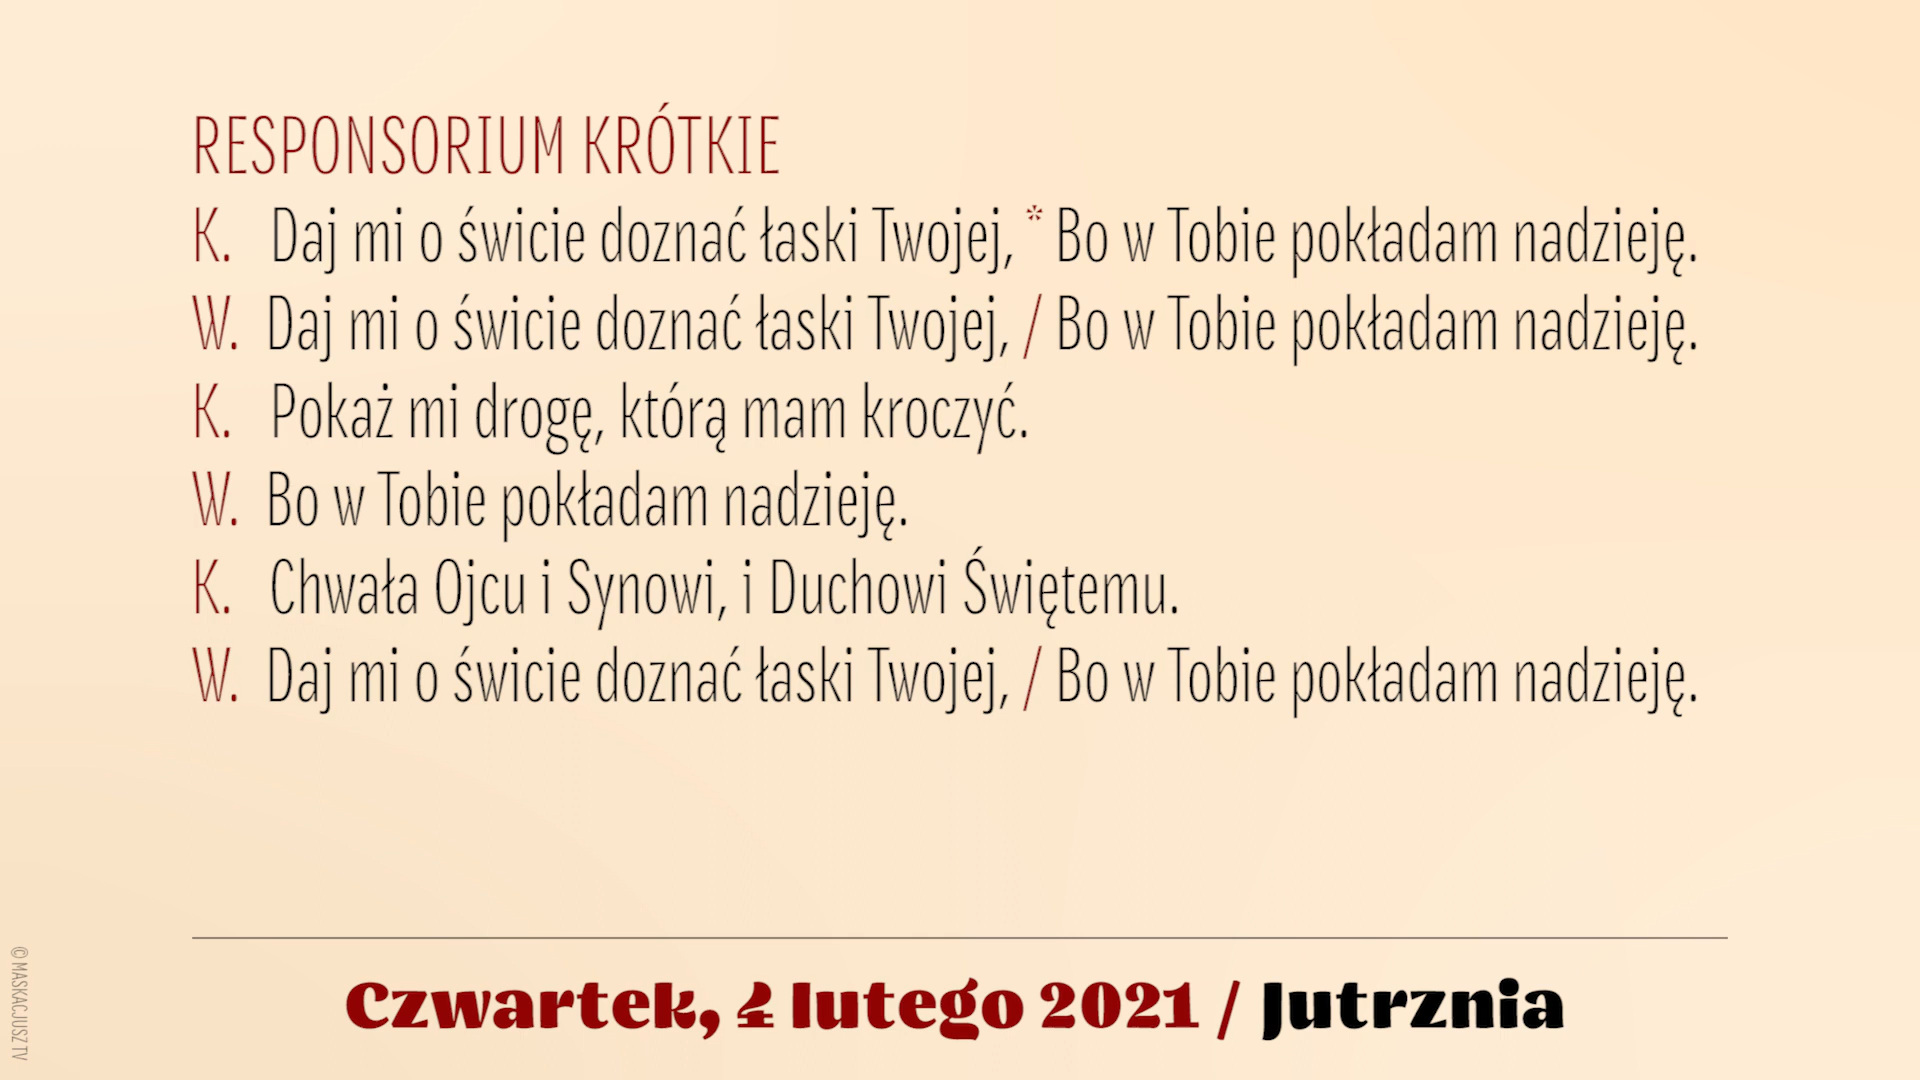 RESPONSORIUM KRÓTKIE
K. Daj mi o świcie doznać łaski Twojej, * Bo w Tobie pokładam nadzieję.
W. Daj mi o świcie doznać łaski Twojej, / Bo w Tobie pokładam nadzieję.
K. Pokaż mi drogę, którą mam kroczyć.
W. Bo w Tobie pokładam nadzieję.
K. Chwała Ojcu i Synowi, i Duchowi Świętemu.
W. Daj mi o świcie doznać łaski Twojej, / Bo w Tobie pokładam nadzieję.
Czwartek, 4 lutego 2021 / Jutrznia
© MASKACJUSZ TV